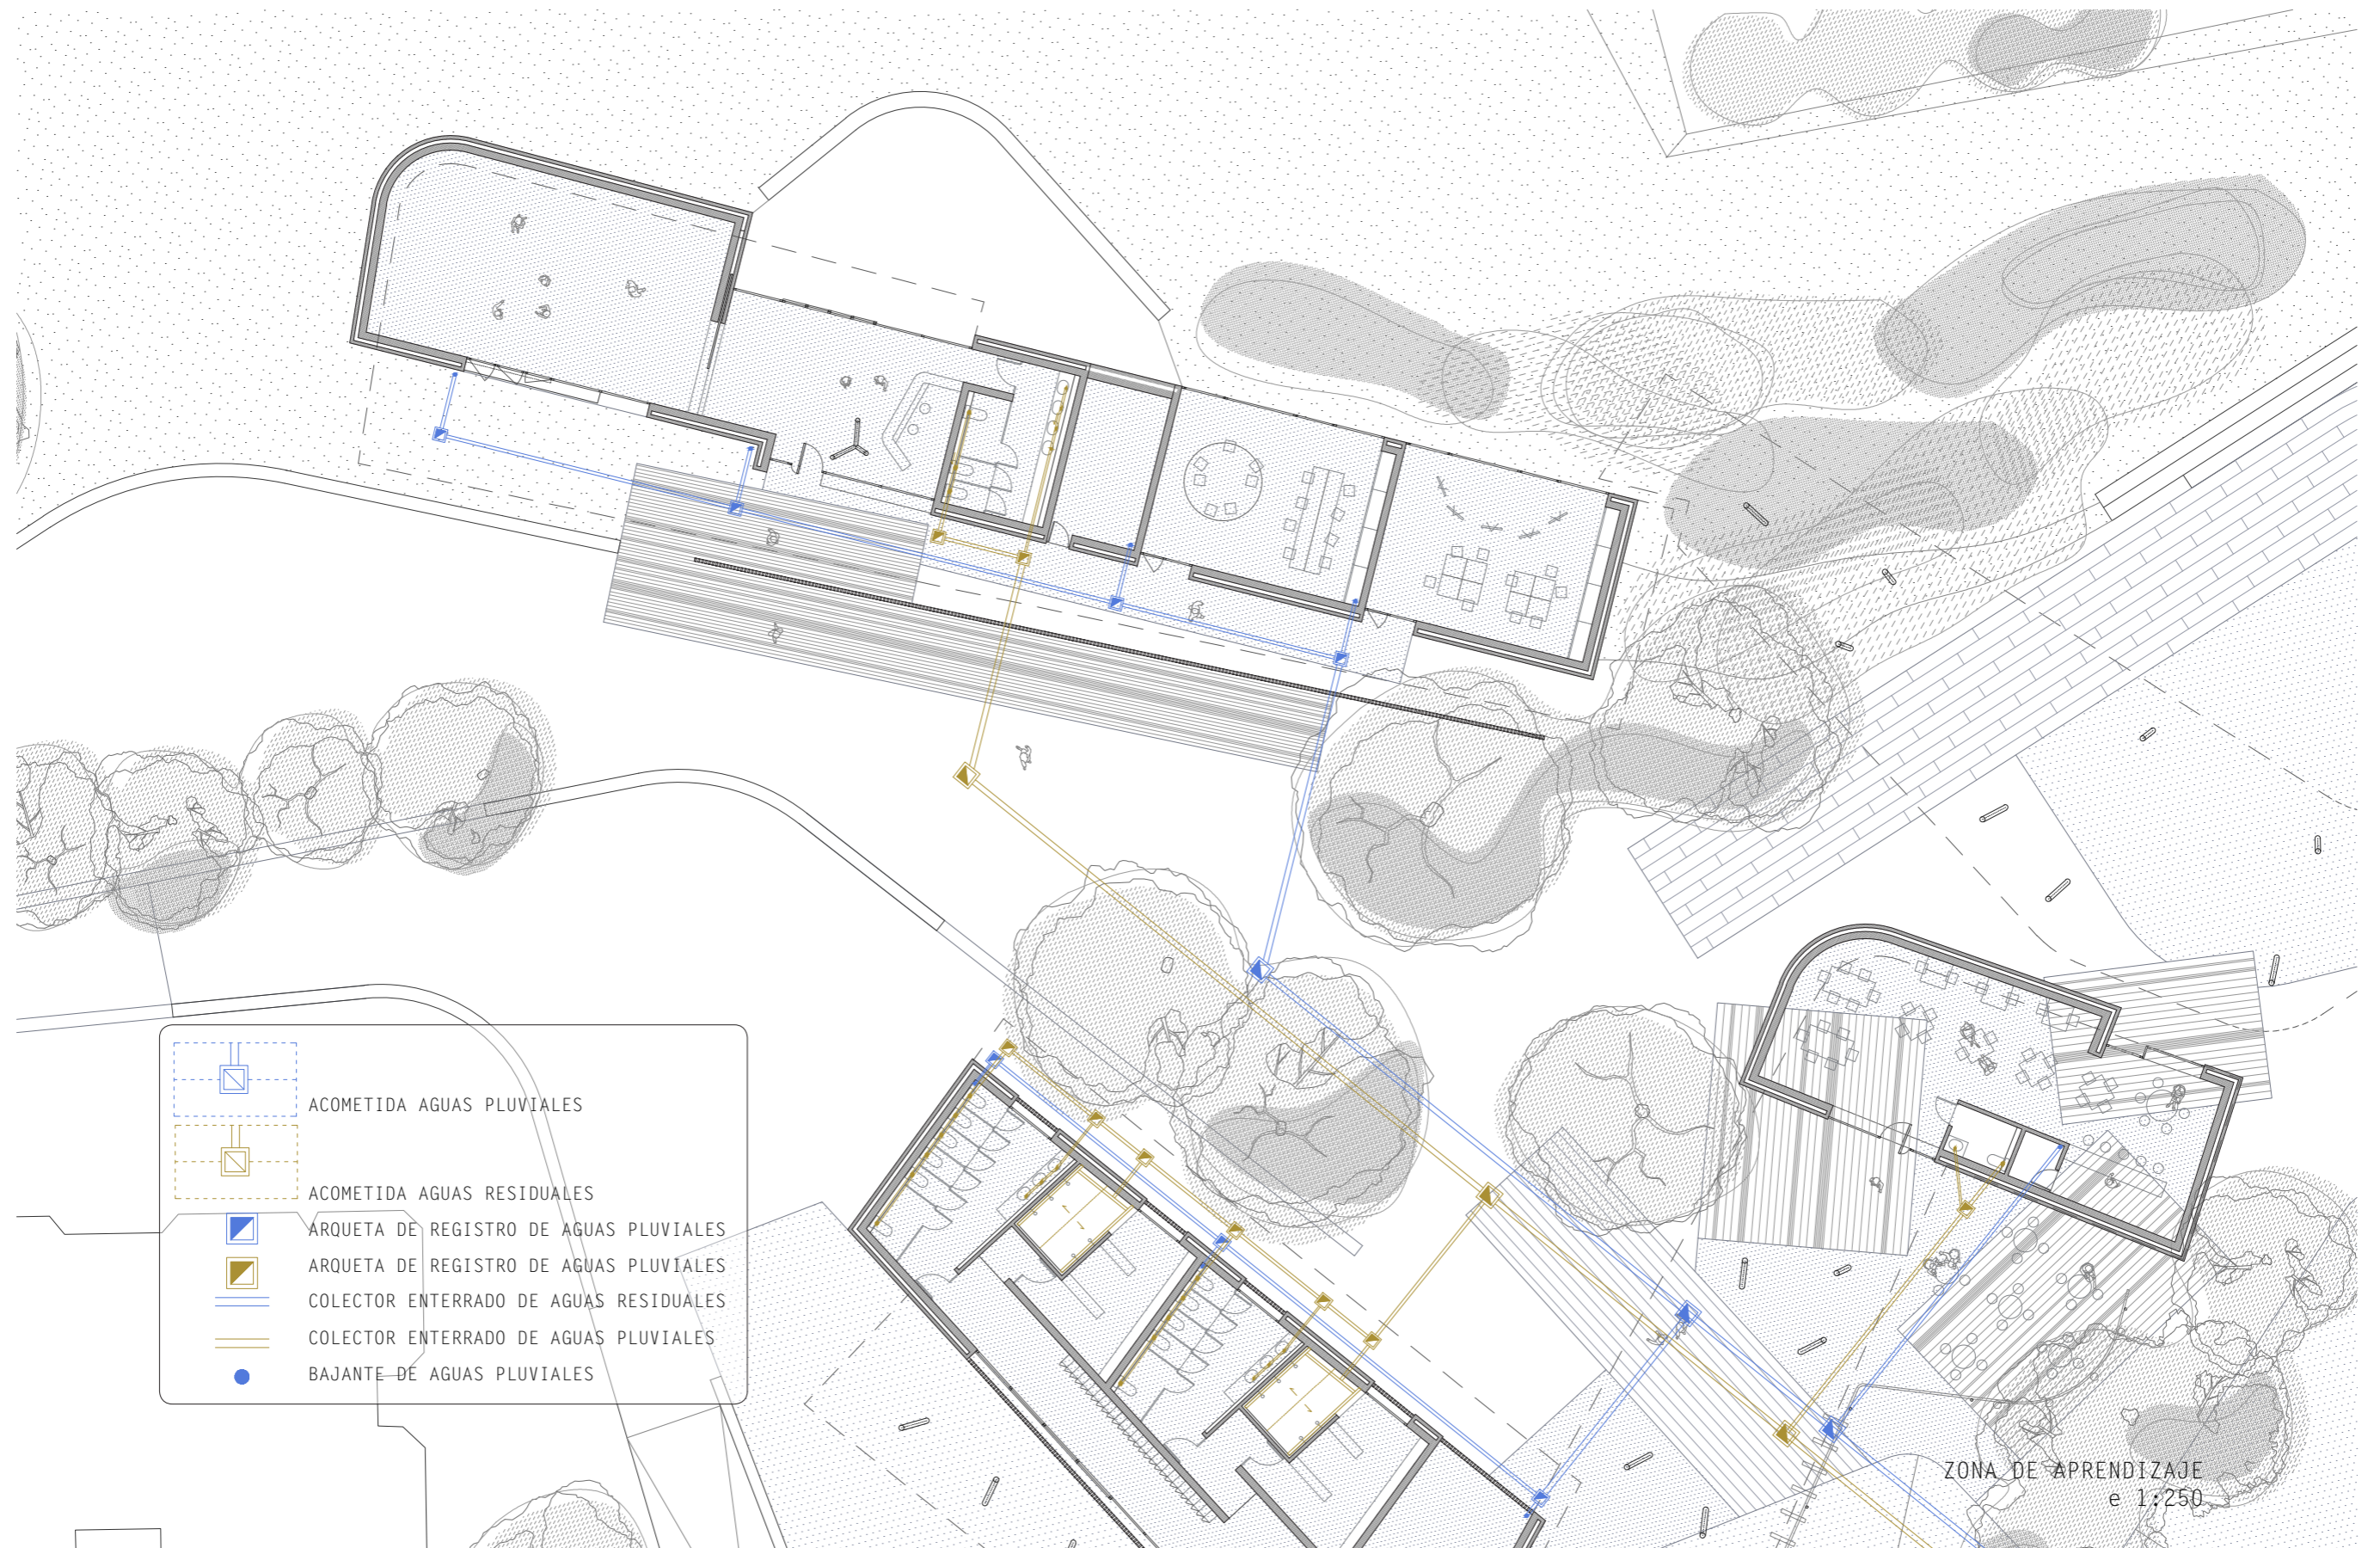 ACOMETIDA AGUAS PLUVIALES
ACOMETIDA AGUAS RESIDUALES
ARQUETA DE REGISTRO DE AGUAS PLUVIALES
ARQUETA DE REGISTRO DE AGUAS PLUVIALES
COLECTOR ENTERRADO DE AGUAS RESIDUALES
COLECTOR ENTERRADO DE AGUAS PLUVIALES
BAJANTE DE AGUAS PLUVIALES
ZONA DE APRENDIZAJE
e 1:250